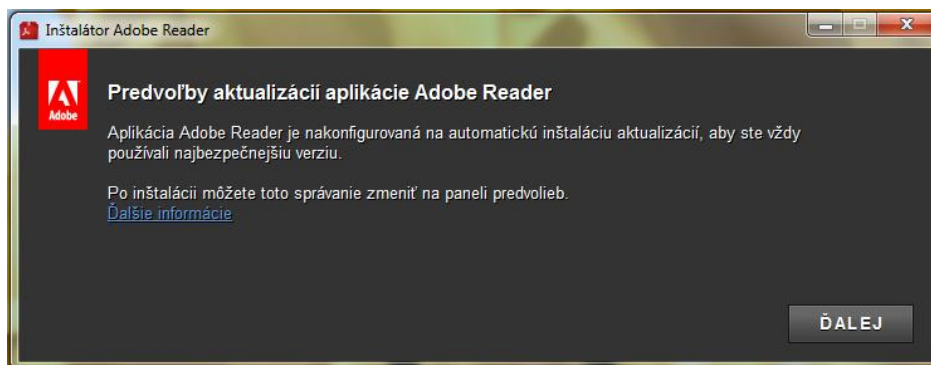 Inštalátor Adobe Reader
Adobe
Predvoľby aktualizácií aplikácie Adobe Reader
Aplikácia Adobe Reader je nakonfigurovaná na automatickú inštaláciu aktualizácií, aby ste vždy
používali najbezpečnejšiu verziu.
Po inštalácii môžete toto správanie zmeniť na paneli predvolieb.
Ďalšie informácie
ĎALEJ